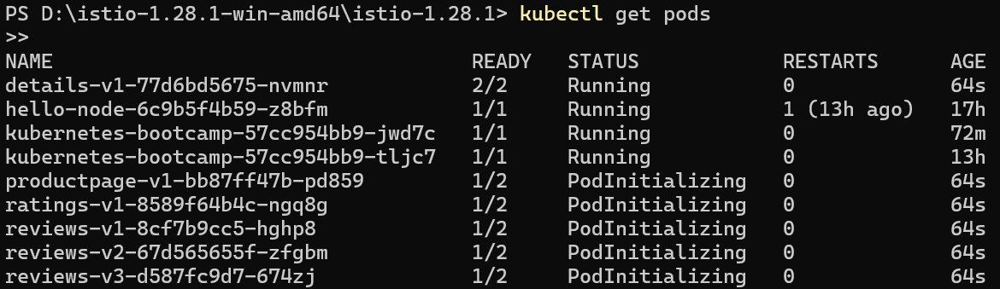 PS D:\istio-1.28.1-win-amd64\istio-1.28.1> kubectl get pods
>>
NAME READY STATUS RESTARTS AGE
details-v1-77d6bd5675-nvmnr 2/2 Running 0 64s
hello-node-6c9b5f4b59-z8bfm 1/1 Running 1 (13h ago) 17h
kubernetes-bootcamp-57cc954bb9-jwd7c 1/1 Running 0 72m
kubernetes-bootcamp-57cc954bb9-tljc7 1/1 Running 0 13h
productpage-v1-bb87ff47b-pd859 1/2 PodInitializing 0 64s
ratings-v1-8589f64b4c-ngq8g 1/2 PodInitializing 0 64s
reviews-v1-8cf7b9cc5-hghp8 1/2 PodInitializing 0 64s
reviews-v2-67d565655f-zfgbm 1/2 PodInitializing 0 64s
reviews-v3-d587fc9d7-674zj 1/2 PodInitializing 0 64s